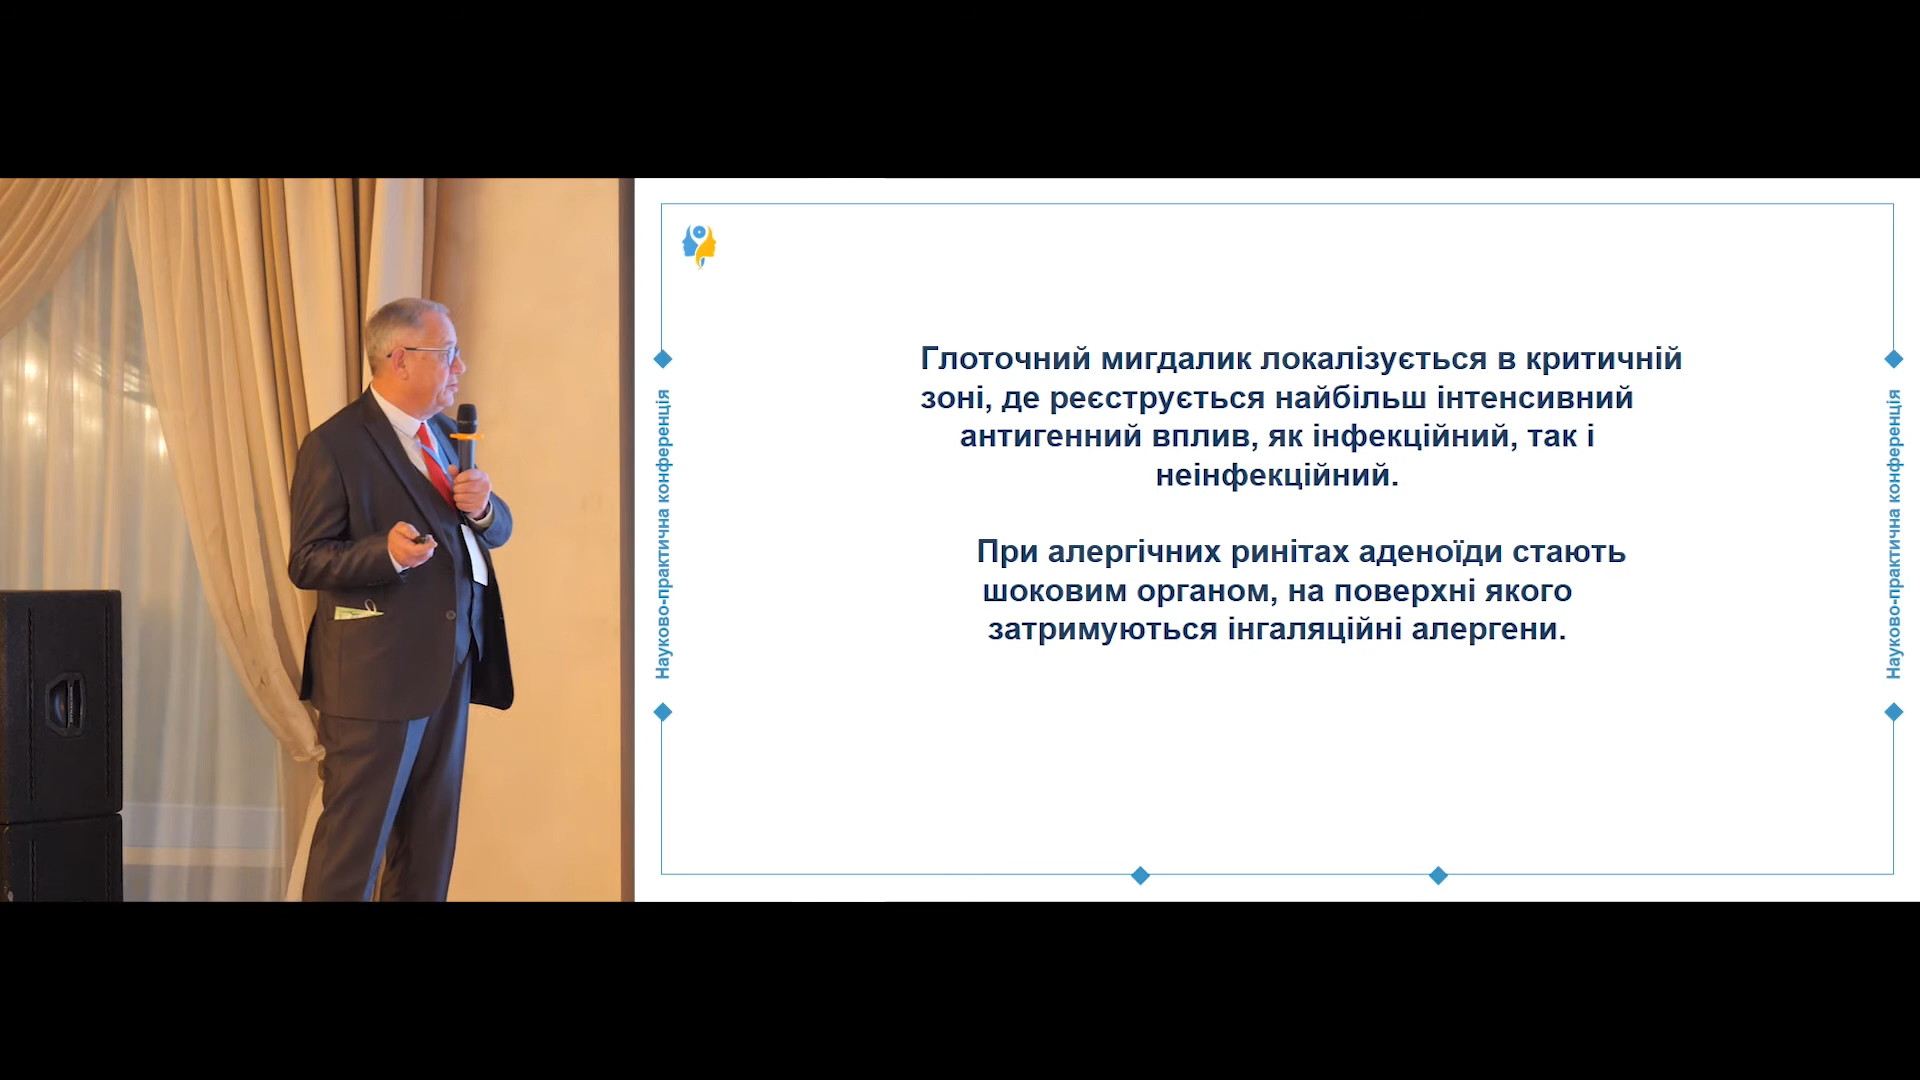 Глоточний мигдалик локалізується в критичній
зоні, де реєструється найбільш інтенсивний
антигенний вплив, як інфекційний, так і
неінфекційний.
При алергічних ринітах аденоїди стають
шоковим органом, на поверхні якого
затримуються інгаляційні алергени.
Науково-практична конференція
Науково-практична конференція